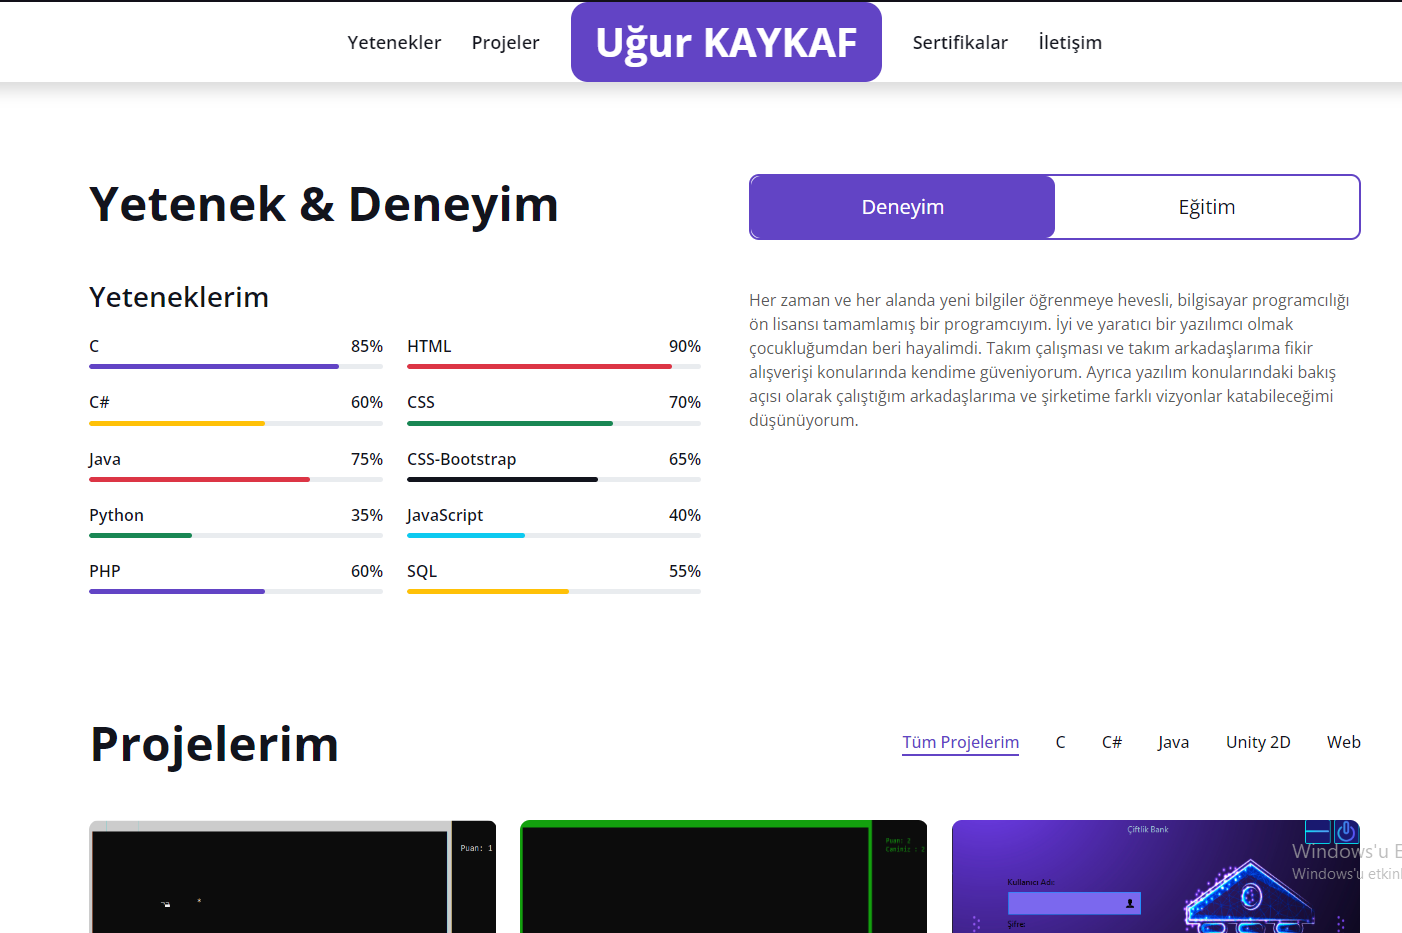 Yetenekler Projeler Uğur KAYKAF Sertifikalar İletişim
Yetenek & Deneyim
Deneyim Eğitim
Yeteneklerim
C 85% HTML 90%
C# 60% CSS 70%
Java 75% CSS-Bootstrap 65%
Python 35% JavaScript 40%
PHP 60% SQL 55%
Her zaman ve her alanda yeni bilgiler öğrenmeye hevesli, bilgisayar programcılığı
ön lisansı tamamlamış bir programcıyım. İyi ve yaratıcı bir yazılımcı olmak
çocukluğumdan beri hayalimdi. Takım çalışması ve takım arkadaşlarıma fikir
alışverişi konularında kendime güveniyorum. Ayrıca yazılım konularındaki bakış
açısı olarak çalıştığım arkadaşlarıma ve şirketime farklı vizyonlar katabileceğimi
düşünüyorum.
Projelerim
Tüm Projelerim C C# Java Unity 2D Web
Puan: 1
Puan: 2
Caniniz : 2
Çiftlik Bank
Kullanıcı Adı:
Şifre:
Windows'u E
Windows'u etkinl